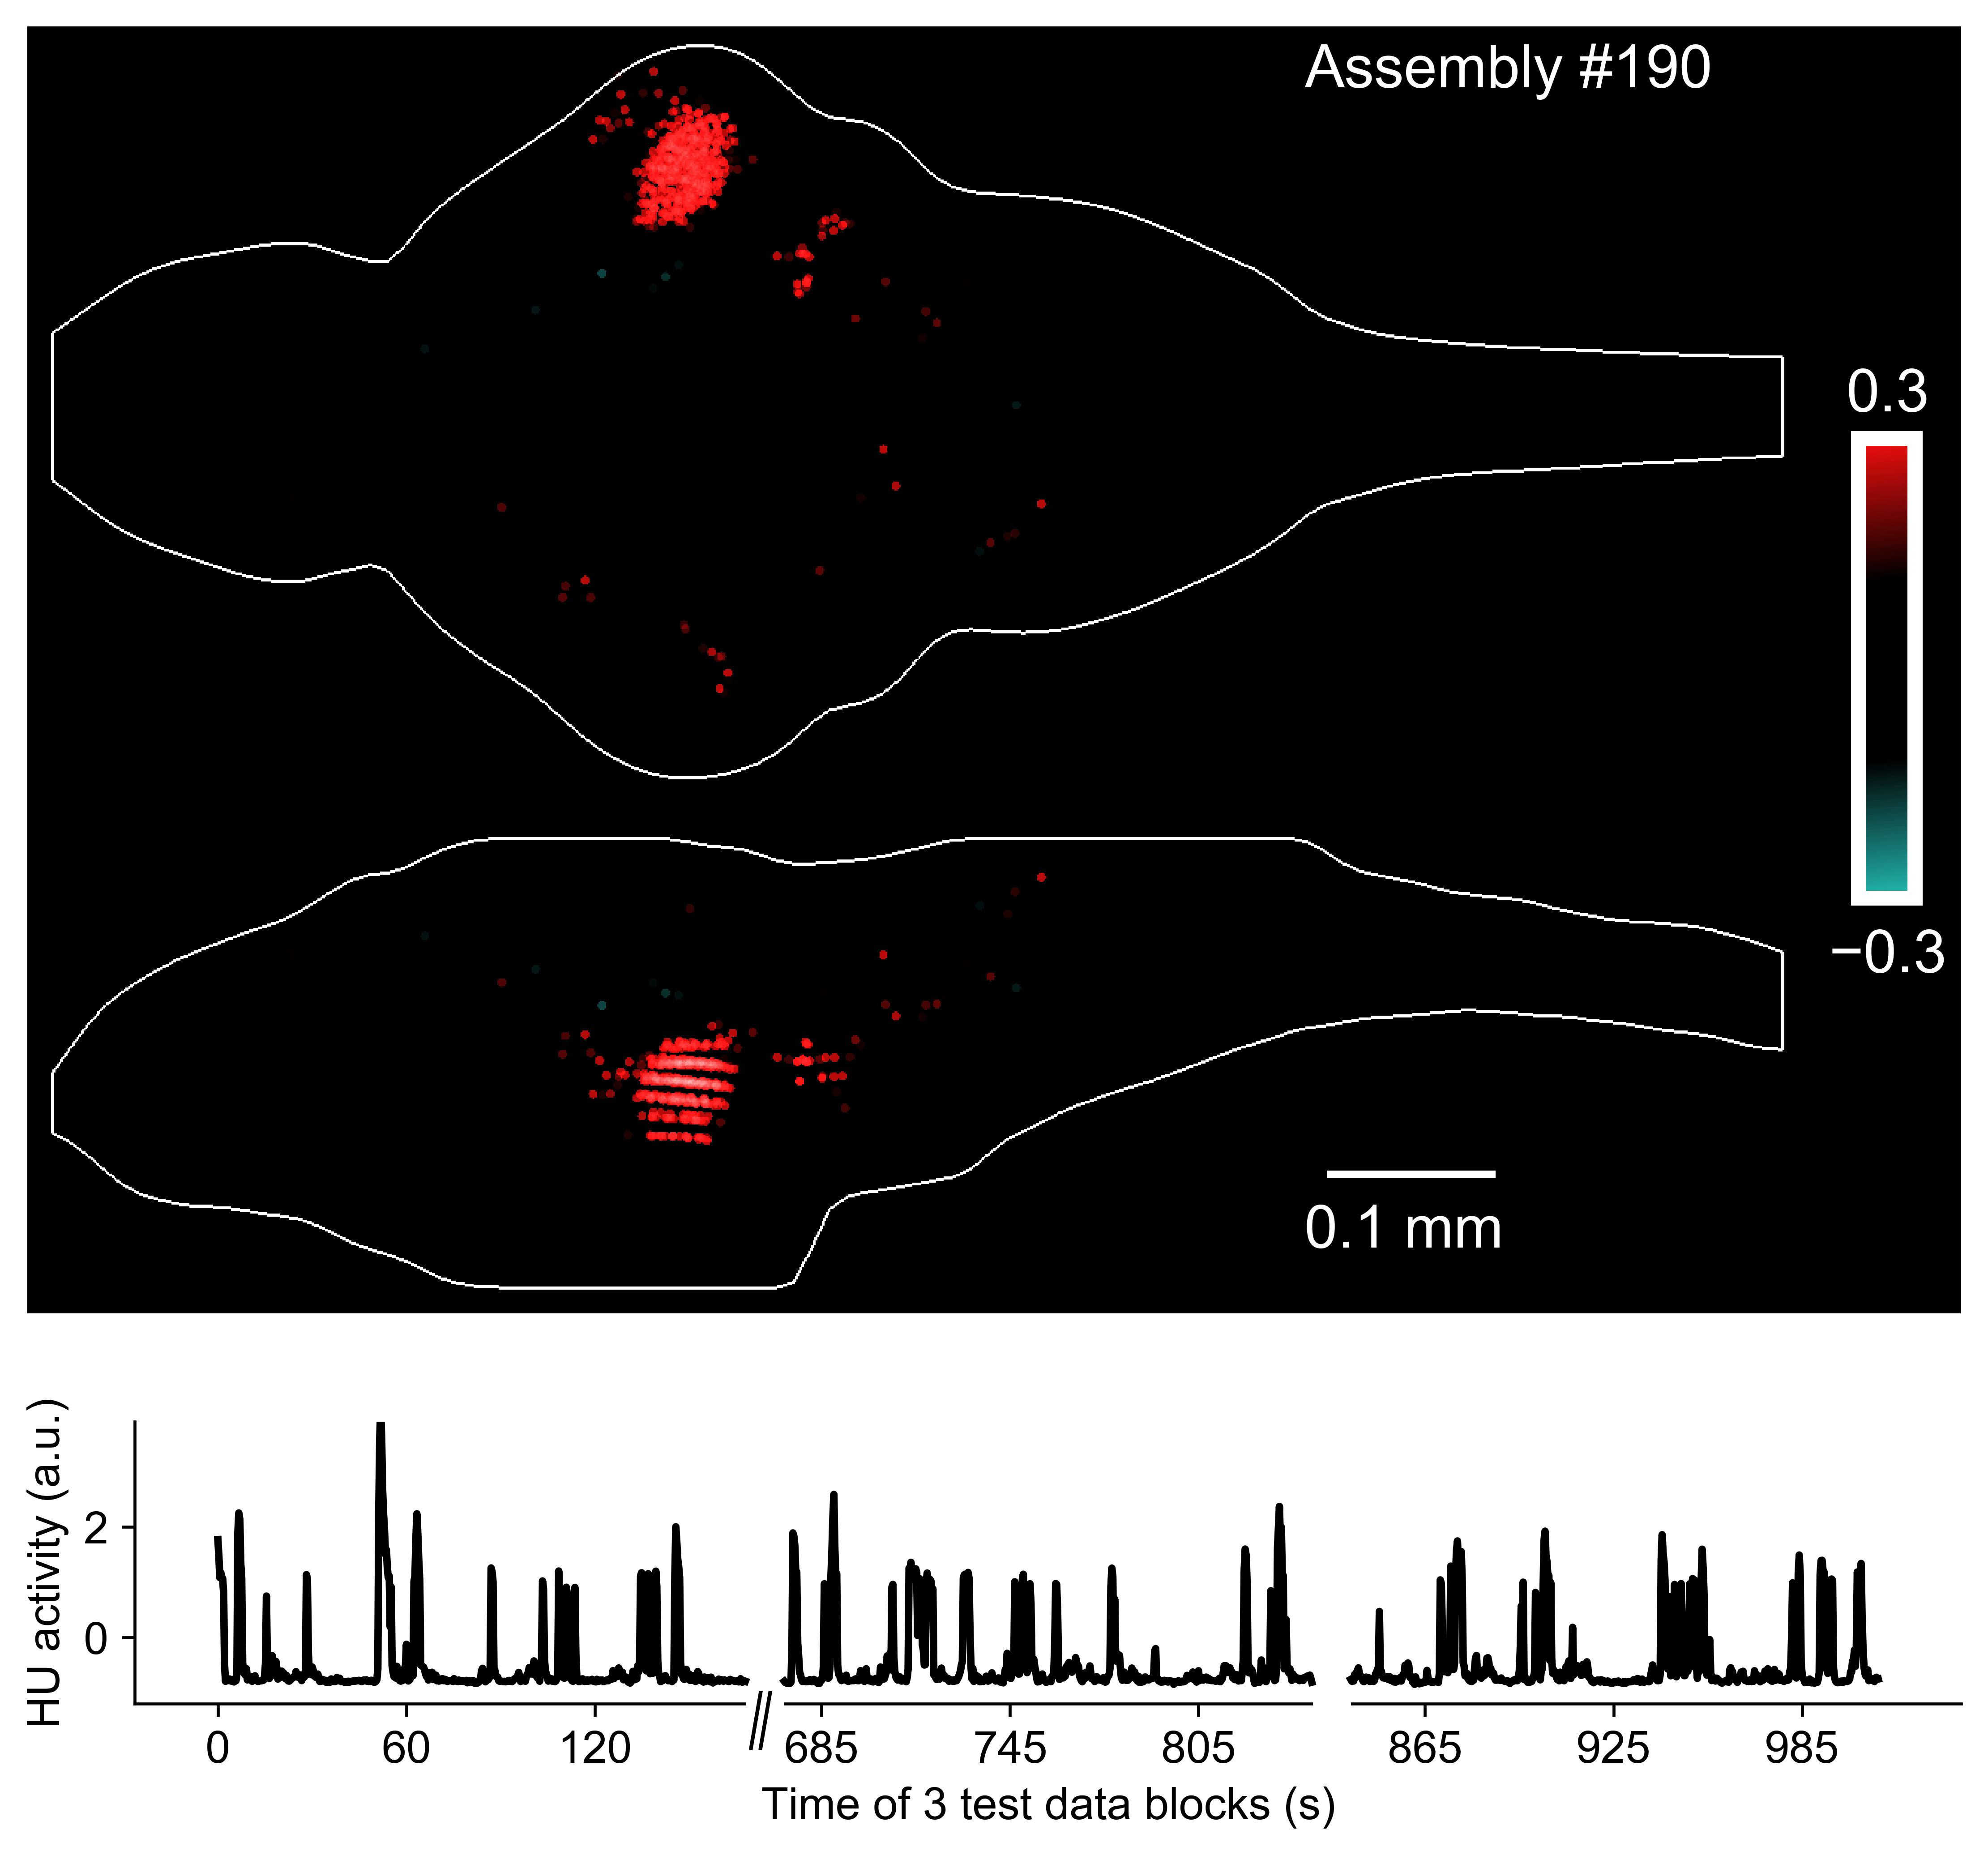 Assembly #190
0.3
−0.3
0.1 mm
HU activity (a.u.)
2
0
0 60 120 685 745 805 865 925 985
Time of 3 test data blocks (s)